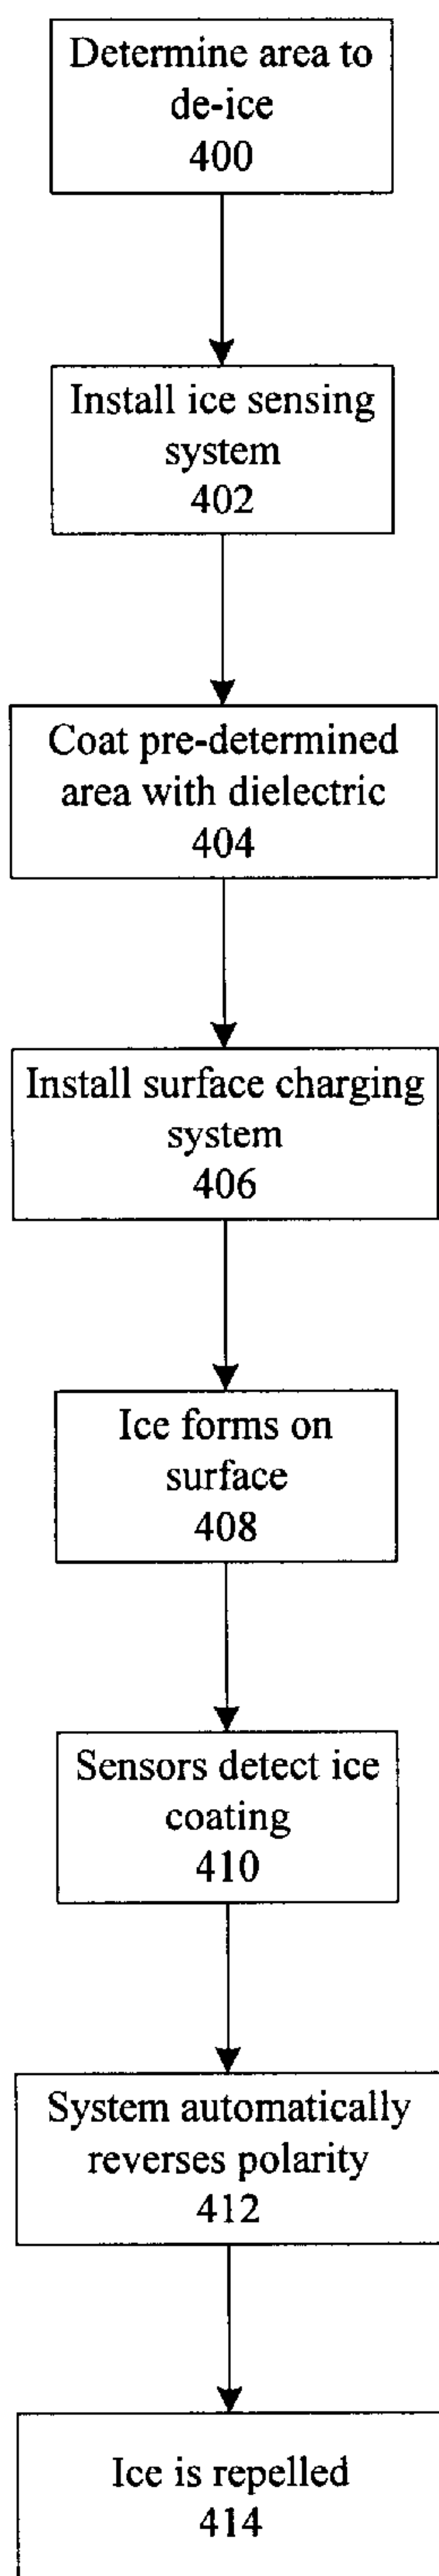 Determine area to
de-ice
400
Install ice sensing
system
402
Coat pre-determined
area with dielectric
404
Install surface charging
system
406
Ice forms on
surface
408
Sensors detect ice
coating
410
System automatically
reverses polarity
412
Ice is repelled
414